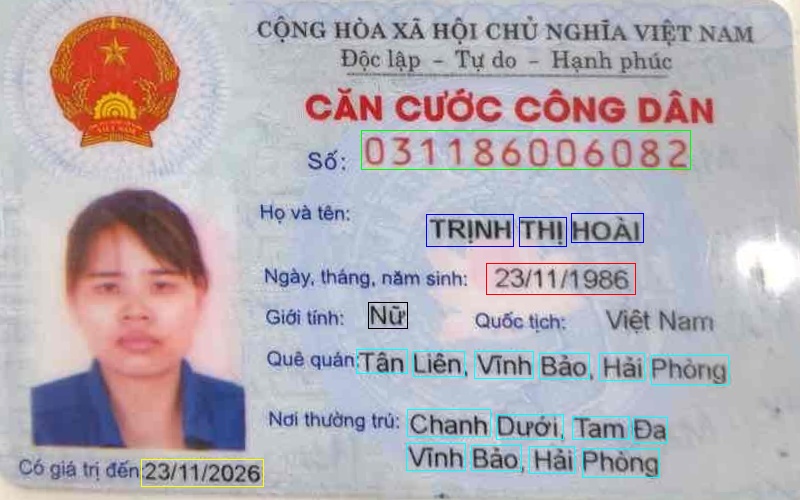 CỘNG HÒA XÃ HỘI CHỦ NGHĨA VIỆT NAM
Độc lập - Tự do - Hạnh phúc
CĂN CƯỚC CÔNG DÂN
Số: 031186006082
Họ và tên: TRỊNH THỊ HOÀI
Ngày, tháng, năm sinh: 23/11/1986
Giới tính: Nữ Quốc tịch: Việt Nam
Quê quán: Tân Liên, Vĩnh Bảo, Hải Phòng
Nơi thường trú: Chanh Dưới, Tam Đa
Vĩnh Bảo, Hải Phòng
Có giá trị đến: 23/11/2026